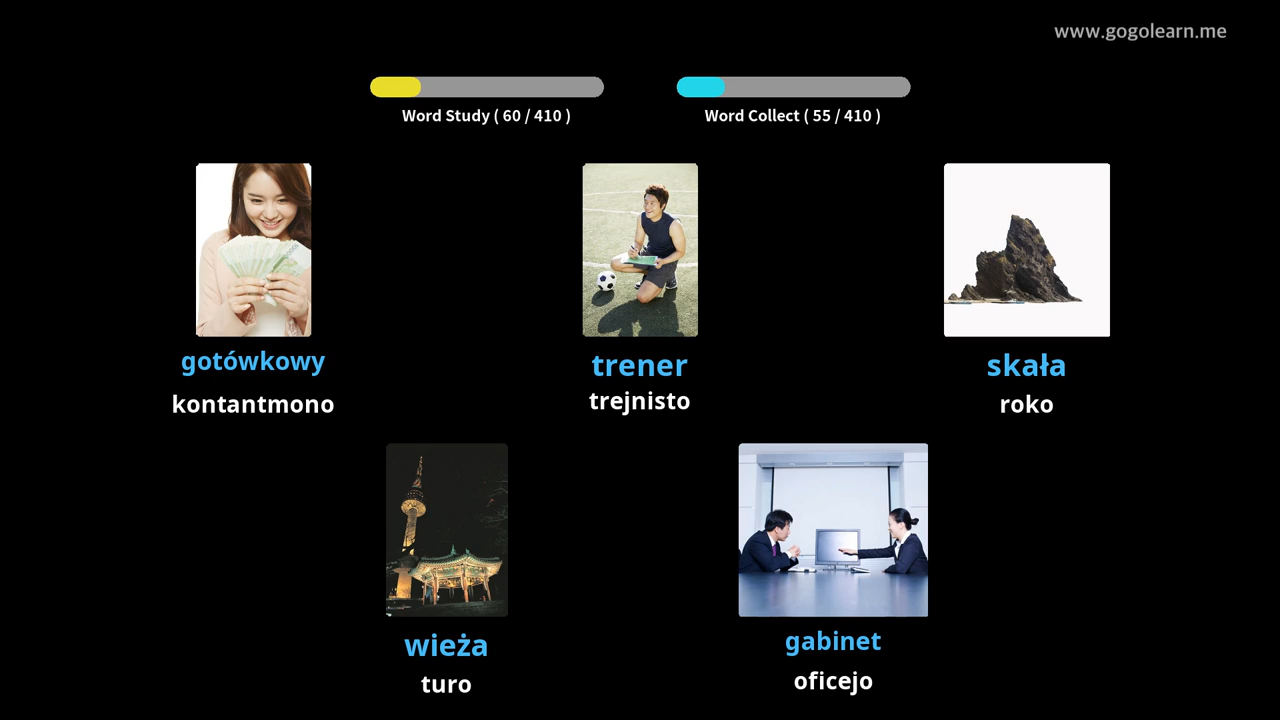 www.gogolearn.me
Word Study ( 60 / 410 )
Word Collect ( 55 / 410 )
gotówkowy
kontantmono
trener
trejnisto
skała
roko
wieża
turo
gabinet
oficejo